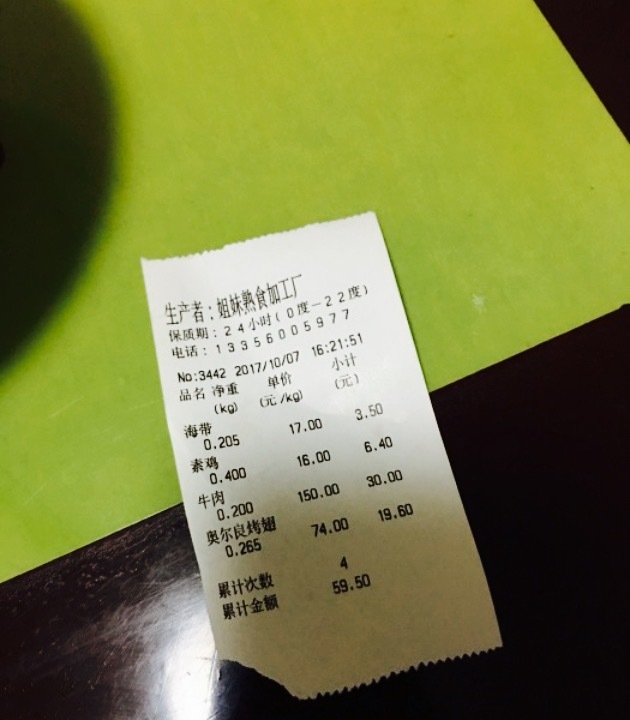 生产者：姐妹熟食加工厂
保质期：24小时(0度－22度)
电话：13356005977
No:3442 2017/10/07 16:21:51
品名 净重 单价 小计
(kg) (元/kg) (元)
海带
0.205 17.00 3.50
素鸡
0.400 16.00 6.40
牛肉
0.200 150.00 30.00
奥尔良烤翅
0.265 74.00 19.60
累计次数 4
累计金额 59.50